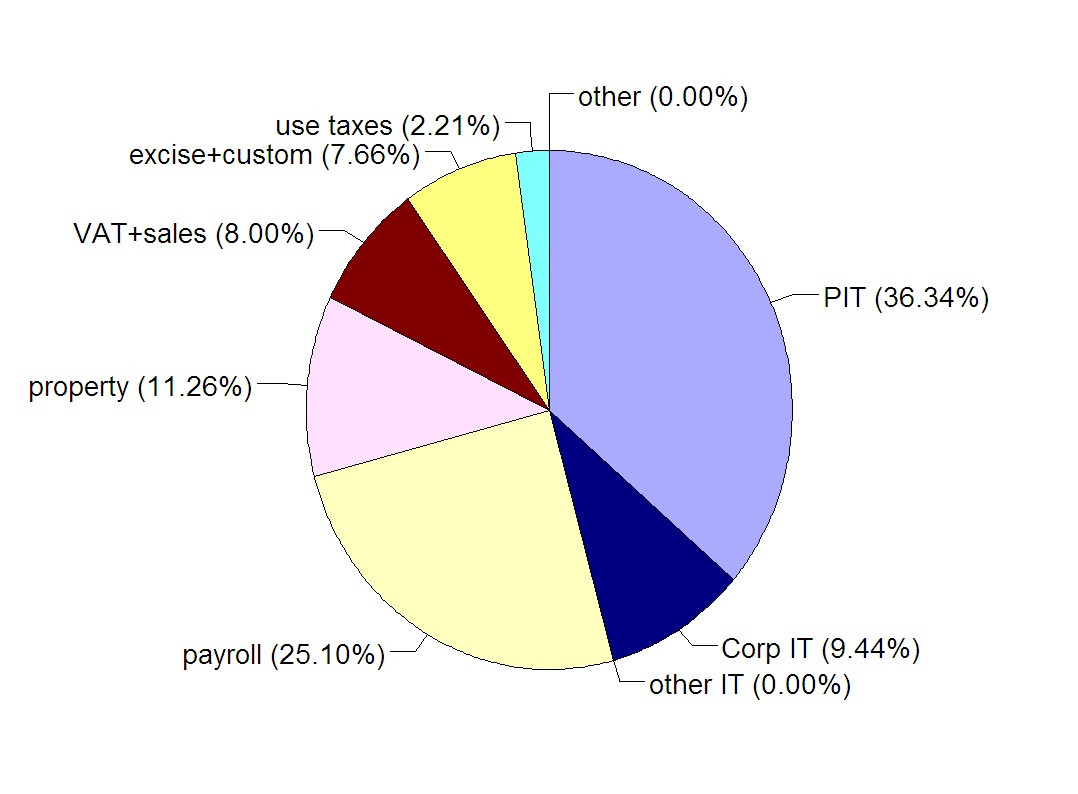 other (0.00%)
use taxes (2.21%)
excise+custom (7.66%)
VAT+sales (8.00%)
PIT (36.34%)
property (11.26%)
Corp IT (9.44%)
payroll (25.10%)
other IT (0.00%)